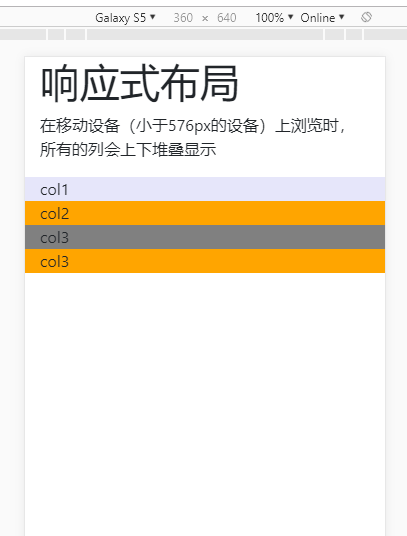 Galaxy S5 ▼ 360 × 640 100% ▼ Online ▼
响应式布局
在移动设备（小于576px的设备）上浏览时，
所有的列会上下堆叠显示
col1
col2
col3
col3